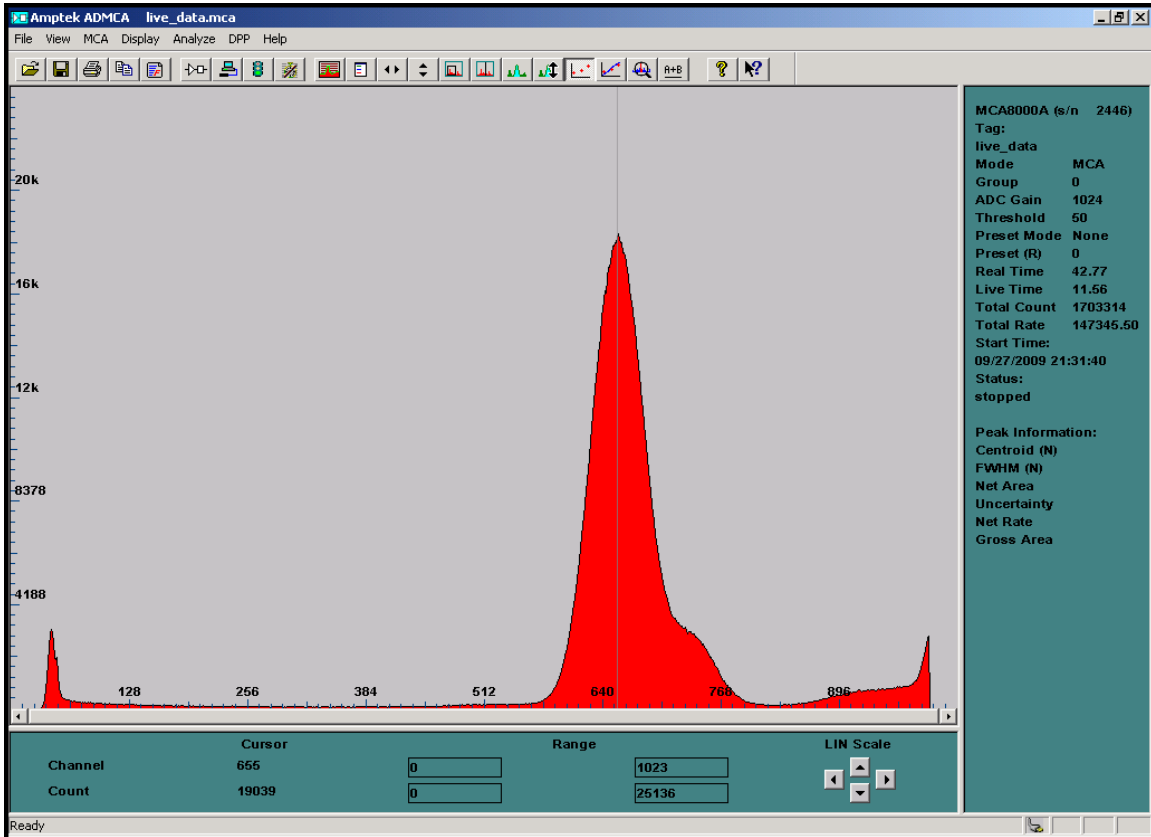 Amptek ADMCA live_data.mca
File View MCA Display Analyze DPP Help
A+B
MCA8000A (s/n 2446)
Tag:
live_data
Mode MCA
Group 0
ADC Gain 1024
Threshold 50
Preset Mode None
Preset (R) 0
Real Time 42.77
Live Time 11.56
Total Count 1703314
Total Rate 147345.50
Start Time:
09/27/2009 21:31:40
Status:
stopped
Peak Information:
Centroid (N)
FWHM (N)
Net Area
Uncertainty
Net Rate
Gross Area
20k
16k
12k
8378
4188
128 256 384 512 640 768 896
Cursor Range LIN Scale
Channel 655 0 1023
Count 19039 0 25136
Ready